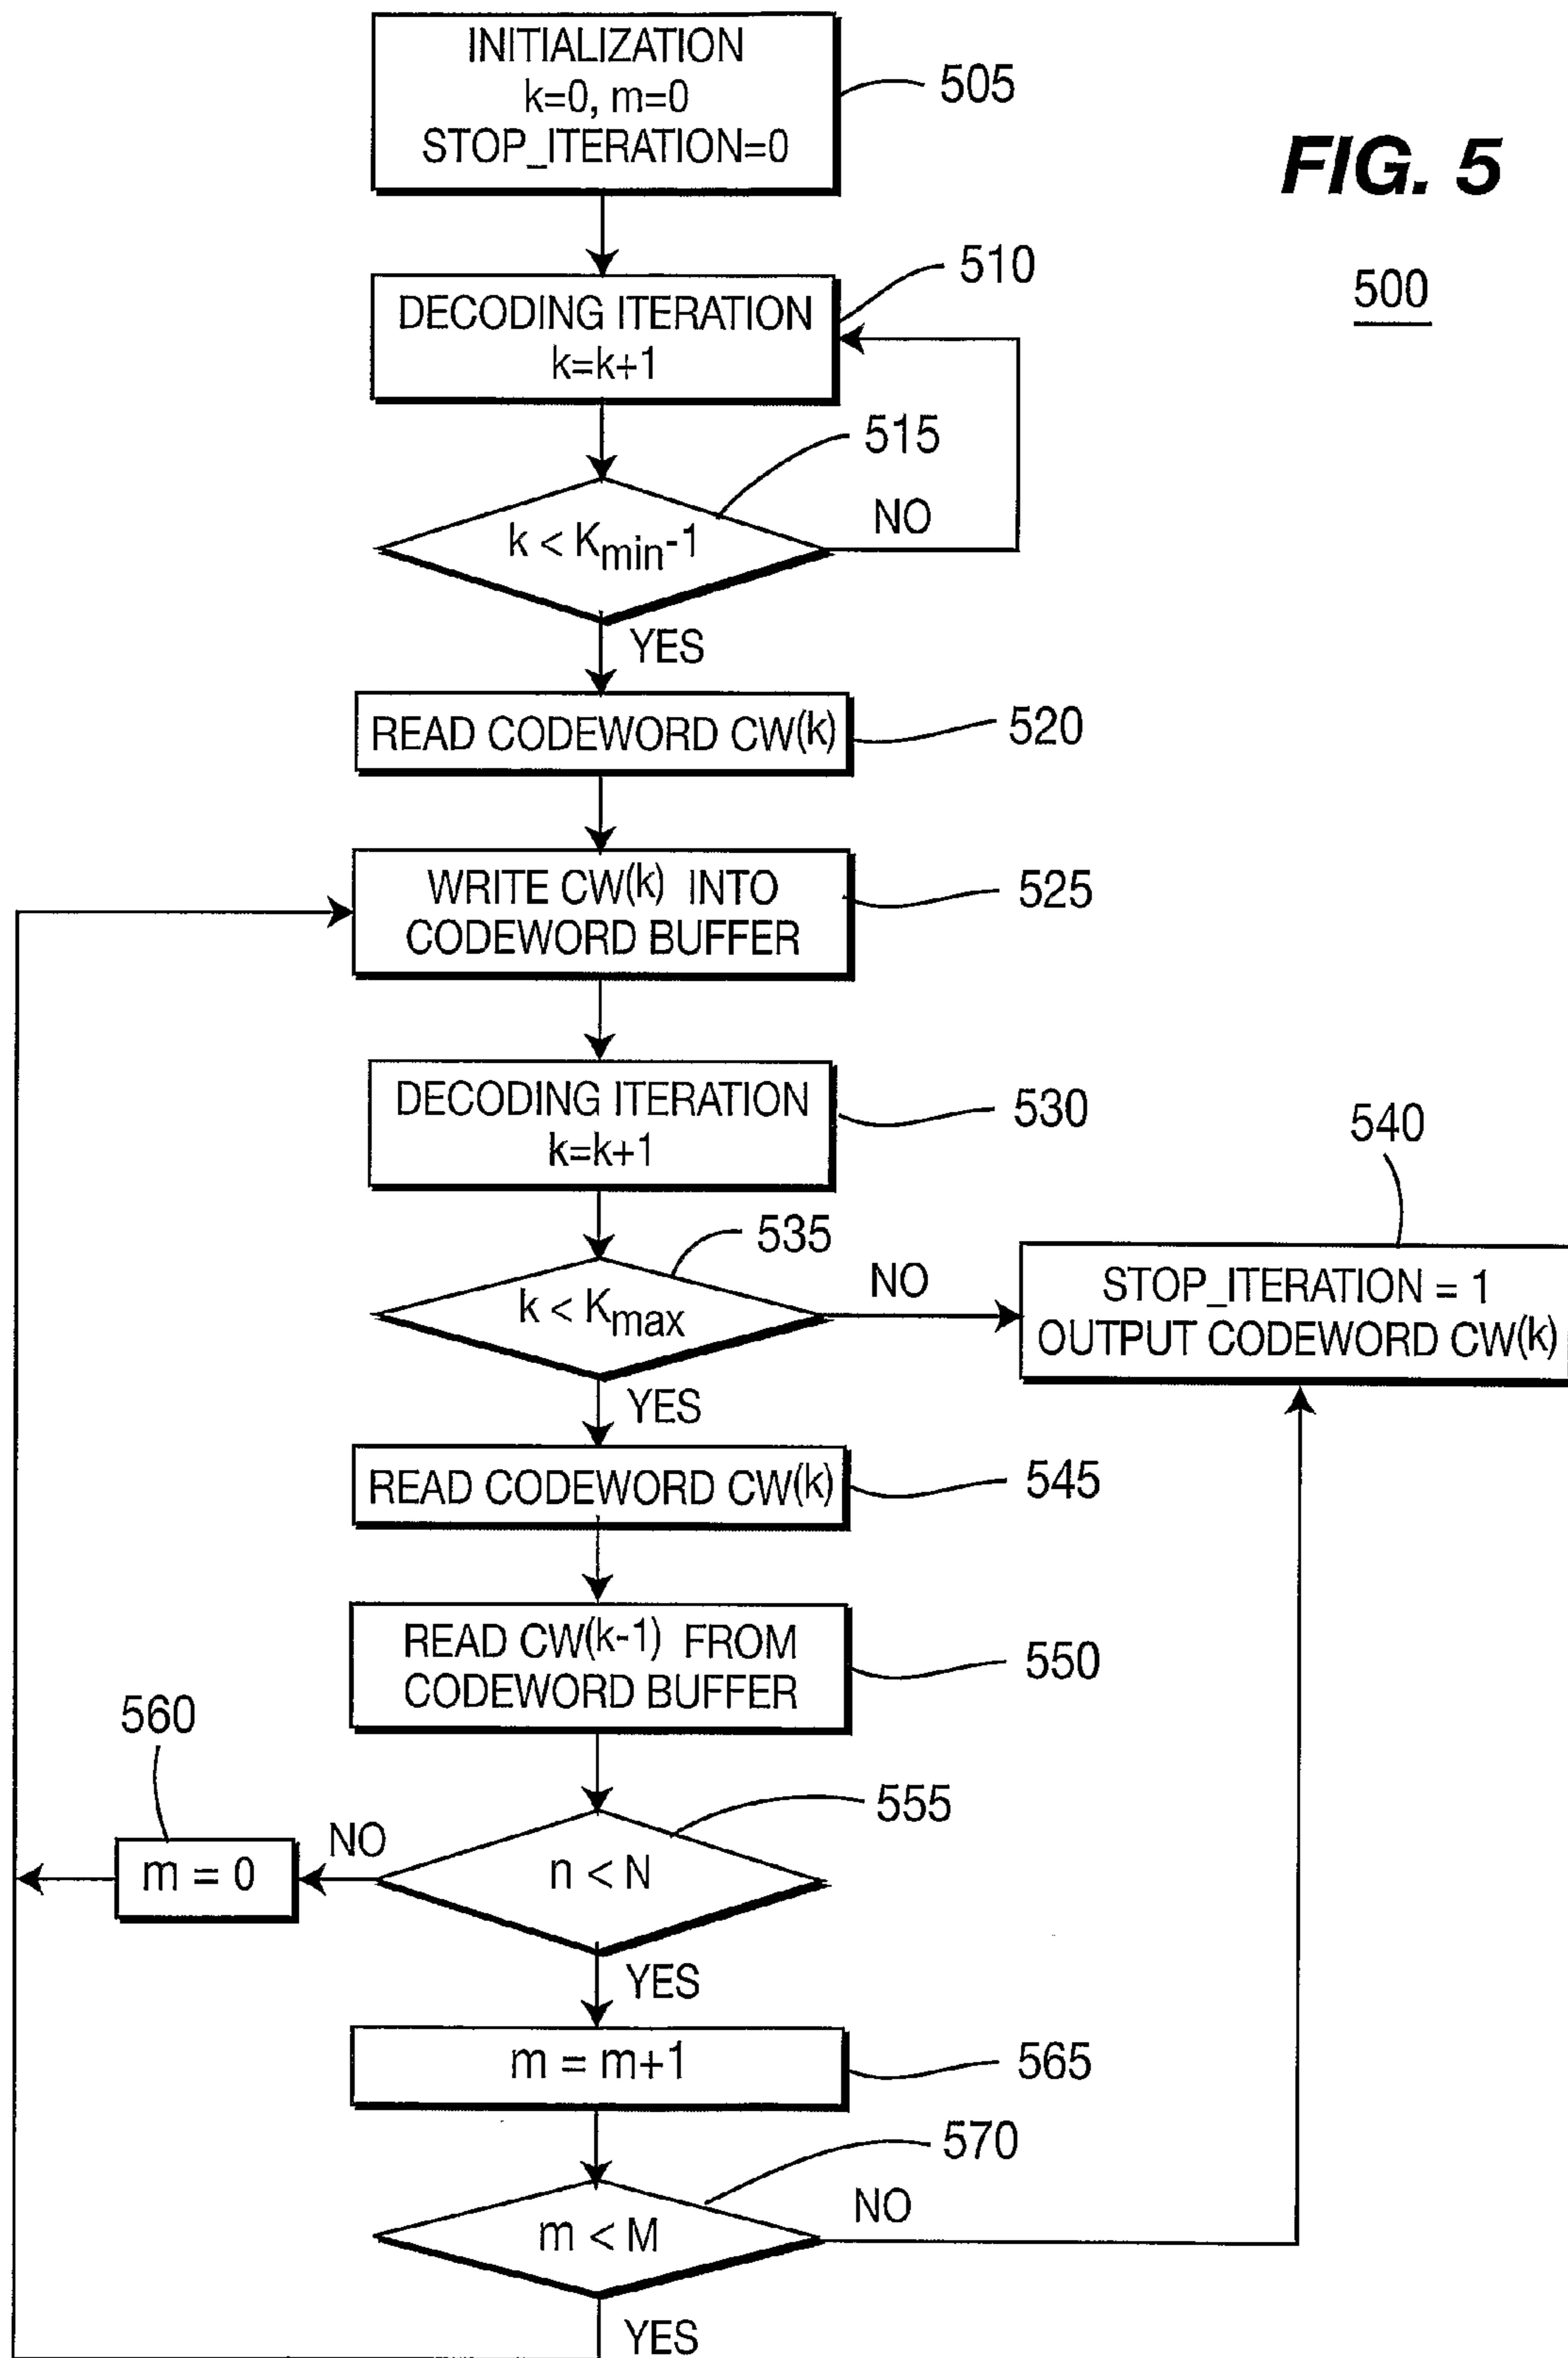 INITIALIZATION
k=0, m=0
STOP_ITERATION=0
505
FIG. 5
500
510
DECODING ITERATION
k=k+1
515
k < Kmin-1
NO
YES
READ CODEWORD CW(k)
520
WRITE CW(k) INTO
CODEWORD BUFFER
525
DECODING ITERATION
k=k+1
530
535
k < Kmax
NO
540
STOP_ITERATION = 1
OUTPUT CODEWORD CW(k)
YES
READ CODEWORD CW(k)
545
READ CW(k-1) FROM
CODEWORD BUFFER
550
555
n < N
NO
560
m = 0
YES
m = m+1
565
570
m < M
NO
YES